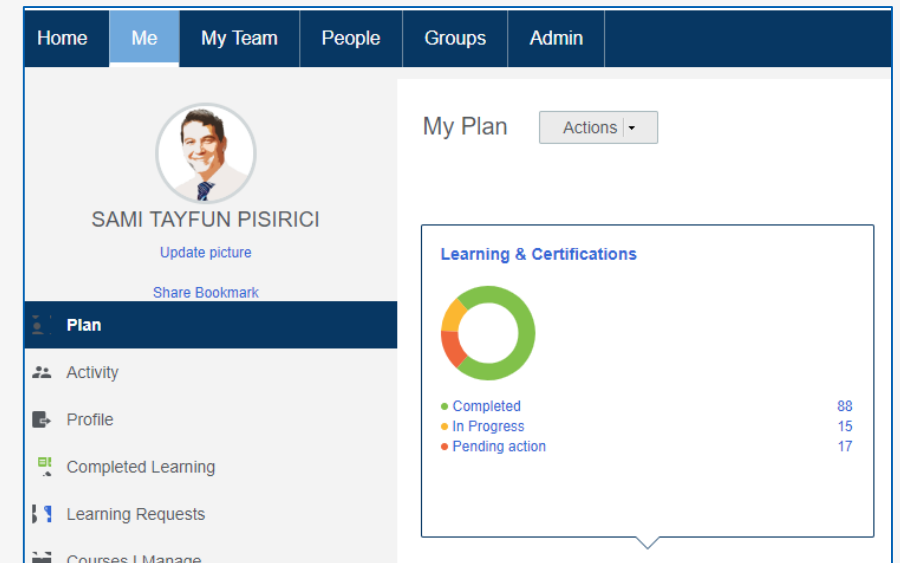 Home Me My Team People Groups Admin
SAMI TAYFUN PISIRICI
Update picture
Share Bookmark
Plan
Activity
Profile
Completed Learning
Learning Requests
Courses I Manage
My Plan Actions
Learning & Certifications
Completed 88
In Progress 15
Pending action 17